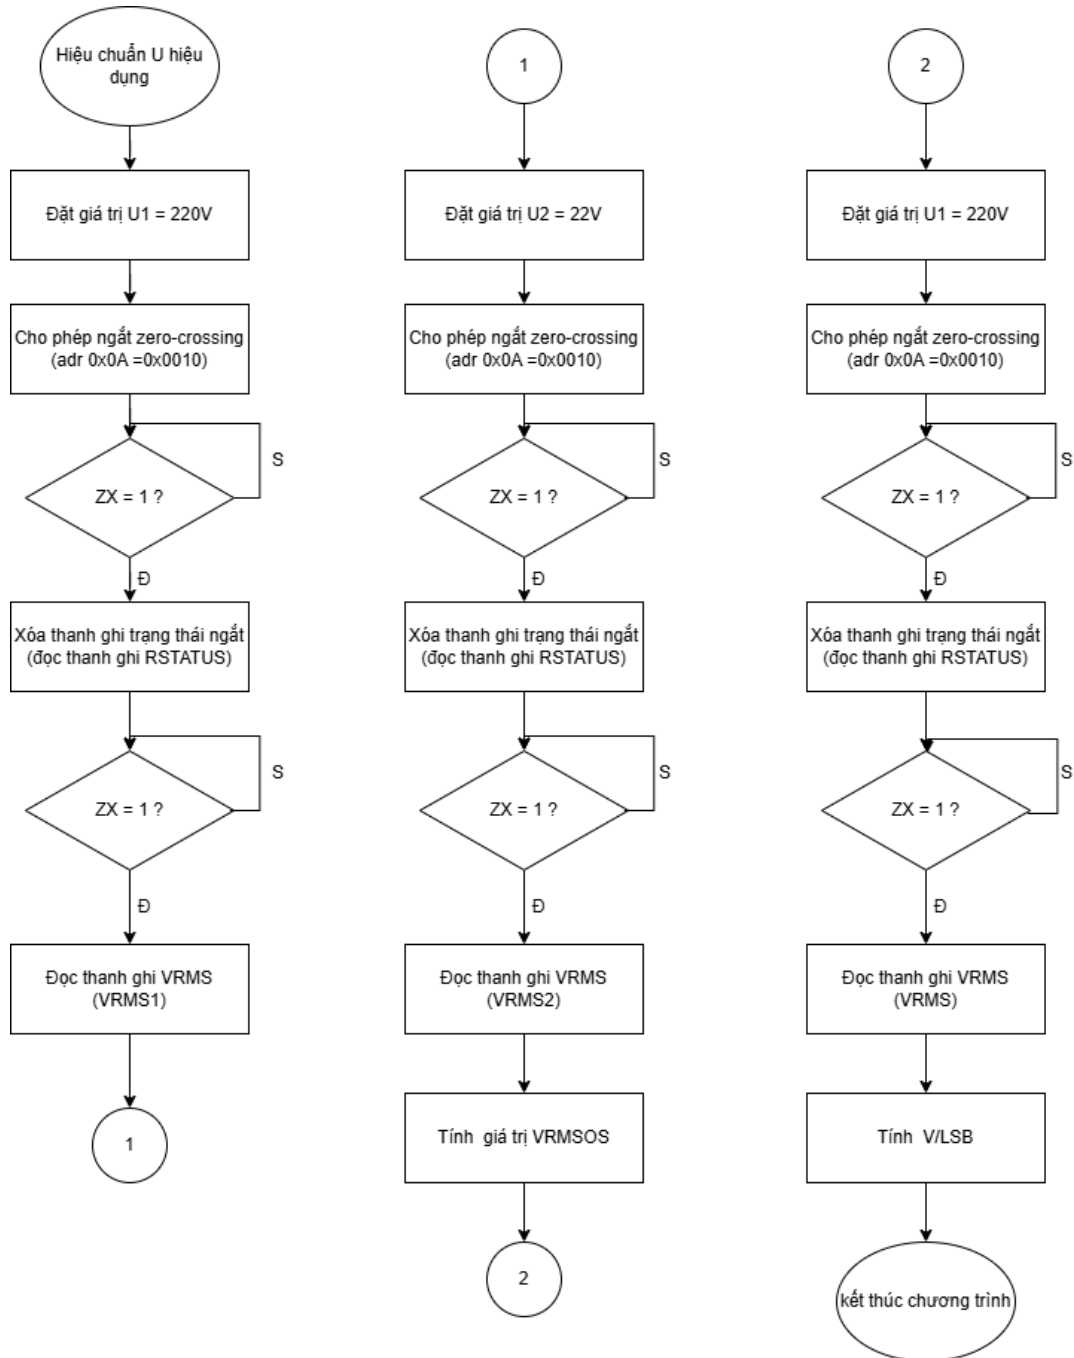 Hiệu chuẩn U hiệu
dụng
Đặt giá trị U1 = 220V
Cho phép ngắt zero-crossing
(adr 0x0A =0x0010)
ZX = 1 ?
S
Đ
Xóa thanh ghi trạng thái ngắt
(đọc thanh ghi RSTATUS)
ZX = 1 ?
S
Đ
Đọc thanh ghi VRMS
(VRMS1)
1
1
Đặt giá trị U2 = 22V
Cho phép ngắt zero-crossing
(adr 0x0A =0x0010)
ZX = 1 ?
S
Đ
Xóa thanh ghi trạng thái ngắt
(đọc thanh ghi RSTATUS)
ZX = 1 ?
S
Đ
Đọc thanh ghi VRMS
(VRMS2)
Tính giá trị VRMSOS
2
2
Đặt giá trị U1 = 220V
Cho phép ngắt zero-crossing
(adr 0x0A =0x0010)
ZX = 1 ?
S
Đ
Xóa thanh ghi trạng thái ngắt
(đọc thanh ghi RSTATUS)
ZX = 1 ?
S
Đ
Đọc thanh ghi VRMS
(VRMS)
Tính V/LSB
kết thúc chương trình